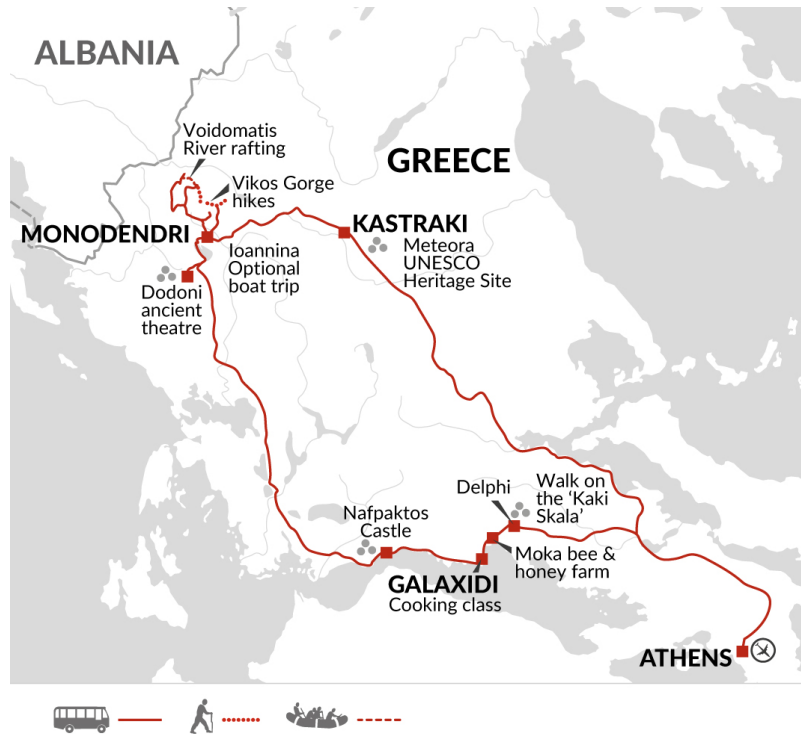 ALBANIA
Voidomatis
River rafting
GREECE
Vikos Gorge
hikes
MONODENDRI
KASTRAKI
Ioannina
Optional
boat trip
Meteora
UNESCO
Heritage Site
Dodoni
ancient
theatre
Delphi
Walk on
the ‘Kaki
Skala’
Nafpaktos
Castle
Moka bee &
honey farm
GALAXIDI
Cooking class
ATHENS